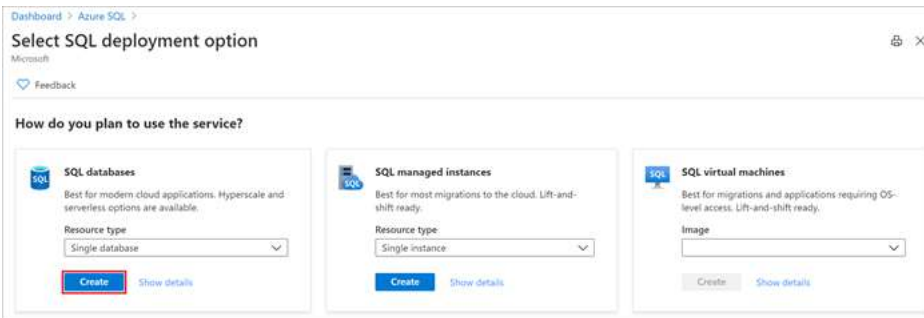 Dashboard > Azure SQL >
Select SQL deployment option
Microsoft
Feedback
How do you plan to use the service?
SQL
SQL databases
Best for modern cloud applications. Hyperscale and
serverless options are available.
Resource type
Single database
Create
Show details
SQL
SQL managed instances
Best for most migrations to the cloud. Lift-and-
shift ready.
Resource type
Single instance
Create
Show details
SQL
SQL virtual machines
Best for migrations and applications requiring OS-
level access. Lift-and-shift ready.
Image
Create
Show details